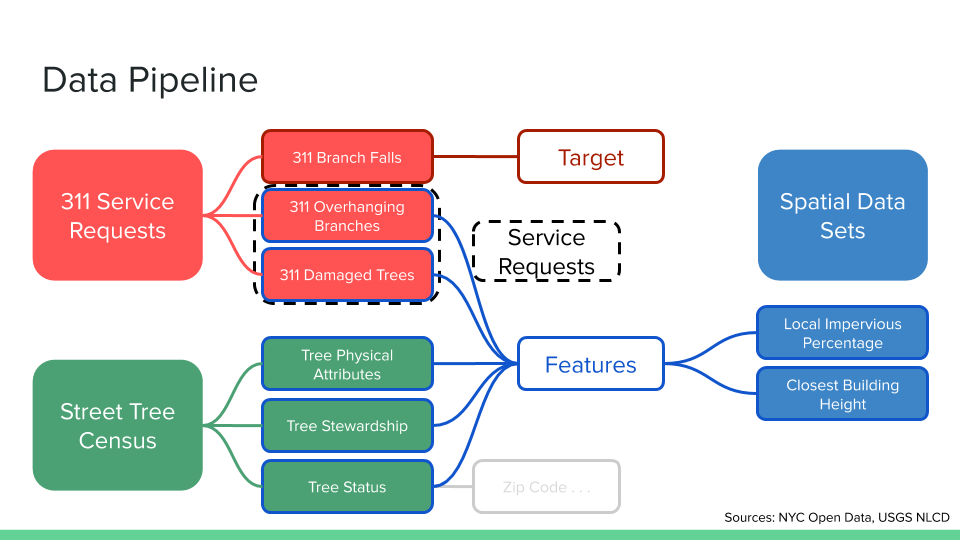 Data Pipeline
311 Service
Requests
311 Branch Falls
311 Overhanging
Branches
311 Damaged Trees
Target
Service
Requests
Spatial Data
Sets
Street Tree
Census
Tree Physical
Attributes
Tree Stewardship
Tree Status
Features
Zip Code . . .
Local Impervious
Percentage
Closest Building
Height
Sources: NYC Open Data, USGS NLCD